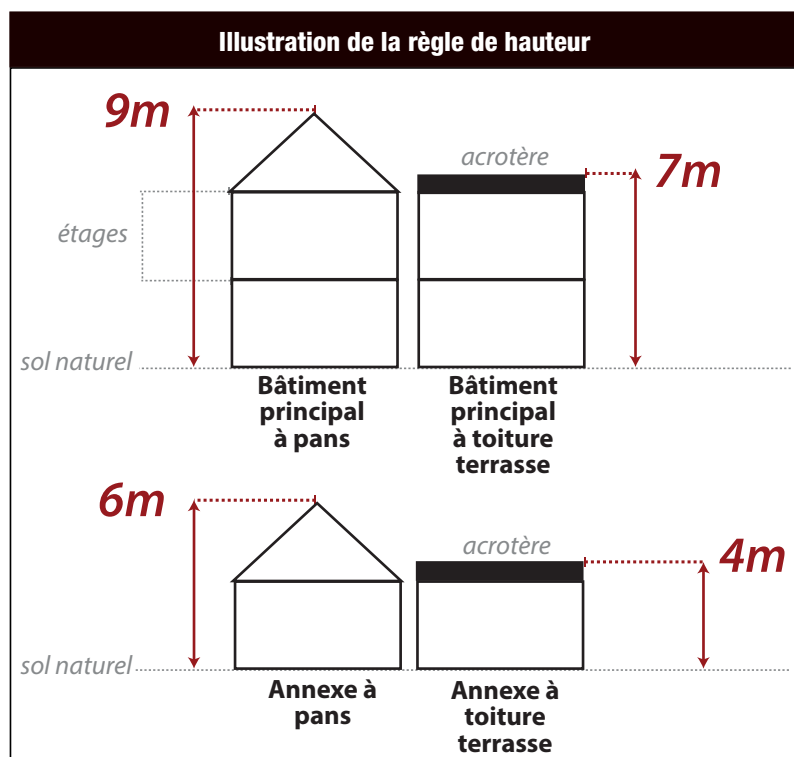 Illustration de la règle de hauteur
9m
acrotère
7m
étages
sol naturel
Bâtiment
principal
à pans
Bâtiment
principal
à toiture
terrasse
6m
acrotère
4m
sol naturel
Annexe à
pans
Annexe à
toiture
terrasse